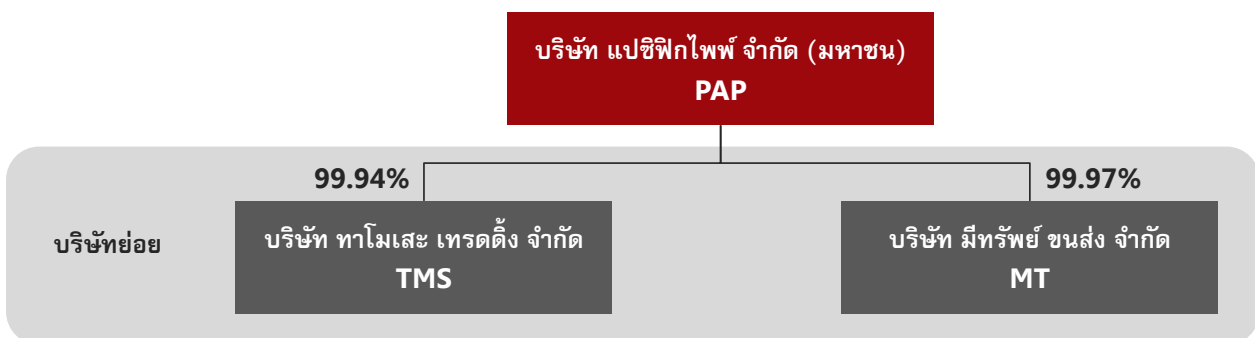 บริษัท แปซิฟิกไพพ์ จำกัด (มหาชน)
PAP
99.94%
99.97%
บริษัทย่อย
บริษัท ทาโมเสะ เทรดดิ้ง จำกัด
TMS
บริษัท มีทรัพย์ ขนส่ง จำกัด
MT